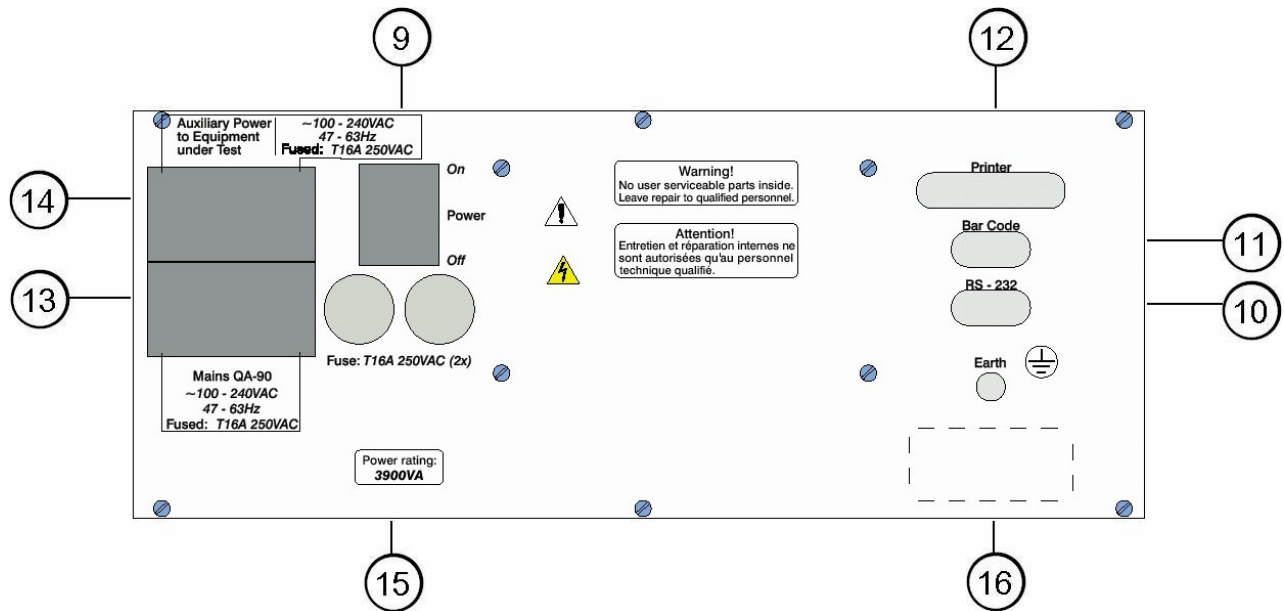 9
12
Auxiliary Power
to Equipment
under Test
~100 - 240VAC
47 - 63Hz
Fused: T16A 250VAC
On
Power
Off
14
13
Fuse: T16A 250VAC (2x)
Mains QA-90
~100 - 240VAC
47 - 63Hz
Fused: T16A 250VAC
Power rating:
3900VA
Warning!
No user serviceable parts inside.
Leave repair to qualified personnel.
Attention!
Entretien et réparation internes ne
sont autorisées qu'au personnel
technique qualifié.
Printer
Bar Code
RS - 232
Earth
11
10
15
16